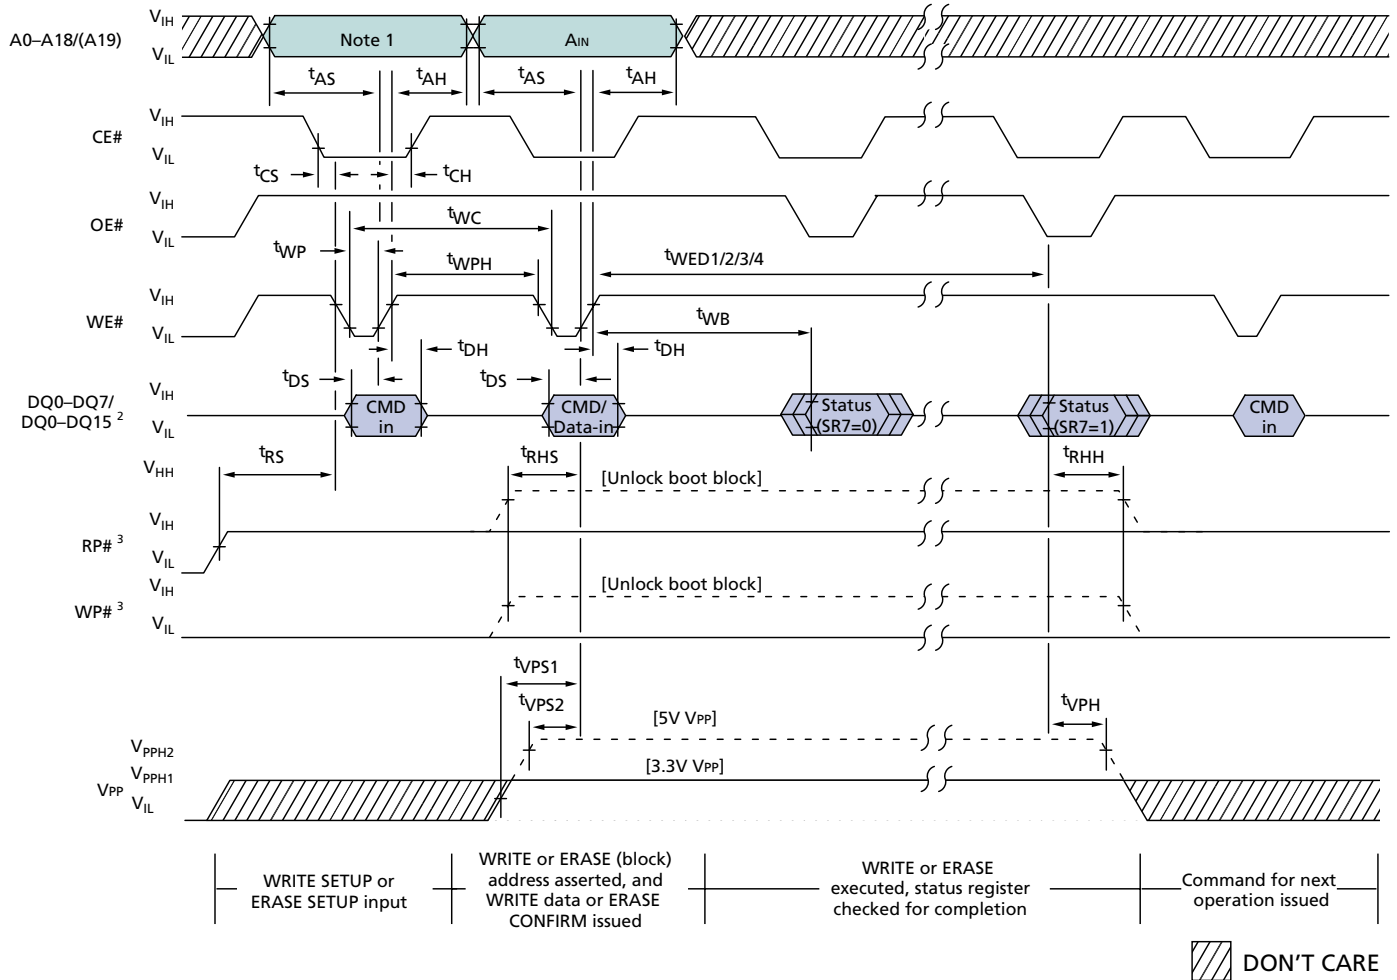 A0–A18/(A19)
VIH
VIL
Note 1
AIN
tAS
tAH
tAS
tAH
CE#
VIH
VIL
tCS
tCH
OE#
VIH
VIL
tWC
tWP
tWPH
tWED1/2/3/4
WE#
VIH
VIL
tWB
tDH
tDH
tDS
tDS
DQ0–DQ7/
DQ0–DQ15 2
VIH
VIL
CMD
in
CMD/
Data-in
Status
(SR7=0)
Status
(SR7=1)
CMD
in
VHH
tRS
tRHS
tRHH
[Unlock boot block]
RP# 3
VIH
VIL
WP# 3
VIH
VIL
[Unlock boot block]
tVPS1
tVPS2
tVPH
[5V VPP]
[3.3V VPP]
VPP
VPPH2
VPPH1
VIL
WRITE SETUP or
ERASE SETUP input
WRITE or ERASE (block)
address asserted, and
WRITE data or ERASE
CONFIRM issued
WRITE or ERASE
executed, status register
checked for completion
Command for next
operation issued
DON'T CARE